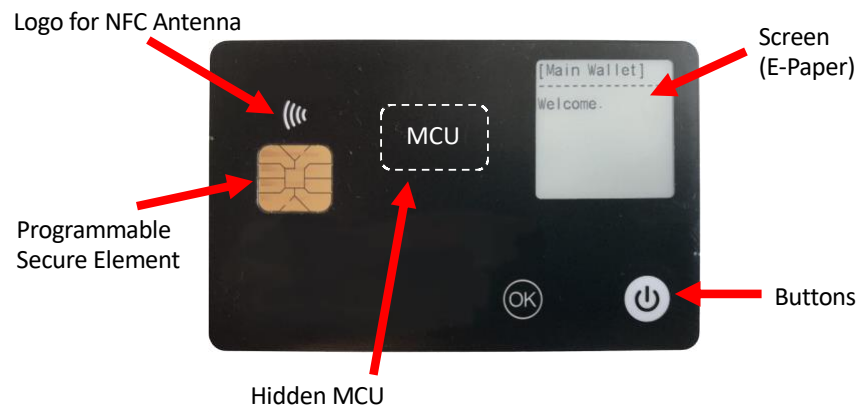 Logo for NFC Antenna
Screen
(E-Paper)
[Main Wallet]
Welcome.
MCU
Programmable
Secure Element
OK
Buttons
Hidden MCU